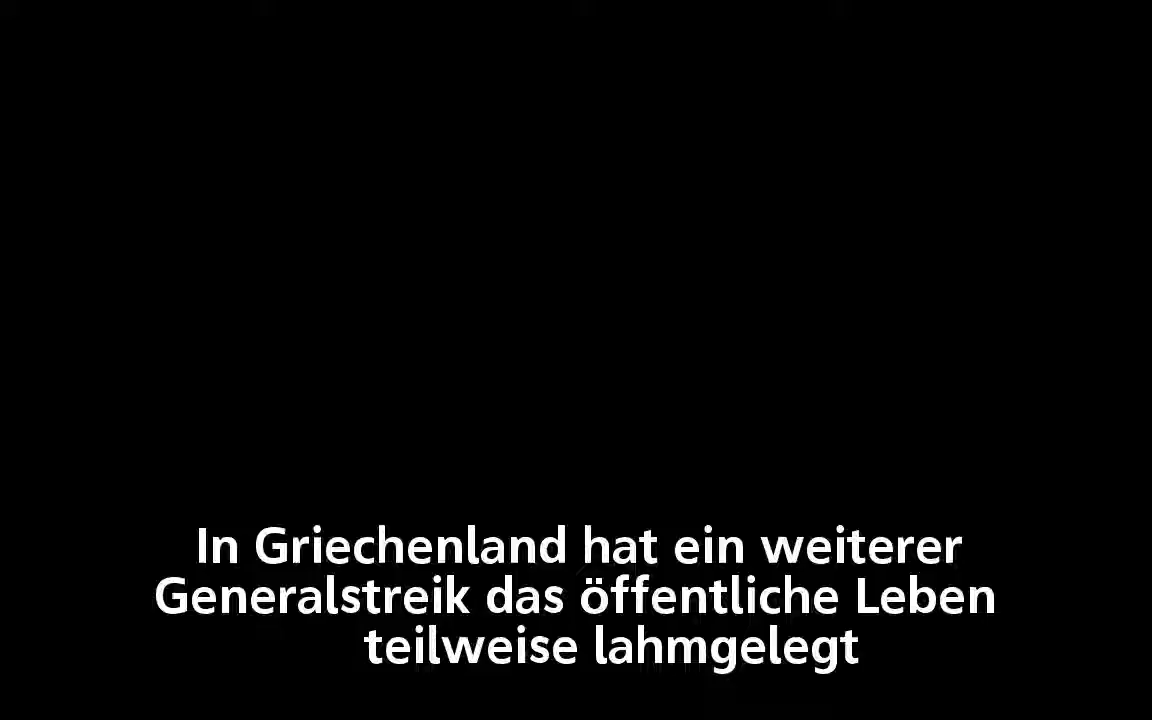 In Griechenland hat ein weiterer
Generalstreik das öffentliche Leben
teilweise lahmgelegt